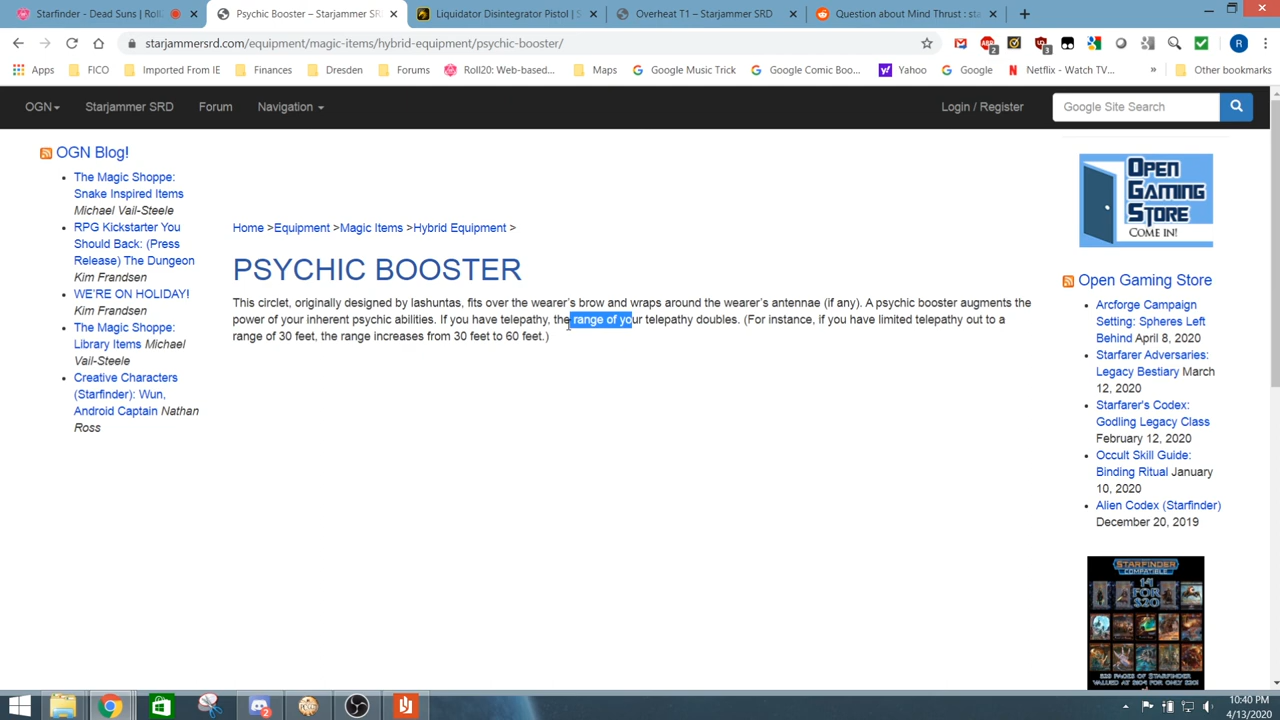 Starfinder - Dead Suns | Roll
Psychic Booster – Starjammer SR
Liquidator Disintegrator Pistol | S
Overheat T1 – Starjammer SRD
Question about Mind Thrust : sta
starjammersrd.com/equipment/magic-items/hybrid-equipment/psychic-booster/
2
3
R
Apps
FICO
Imported From IE
Finances
Dresden
Forums
Roll20: Web-based...
Maps
Google Music Trick
Google Comic Boo...
Yahoo
Google
Netflix - Watch TV...
»
Other bookmarks
OGN
Starjammer SRD
Forum
Navigation
Login / Register
Google Site Search
OGN Blog!
The Magic Shoppe:
Snake Inspired Items
Michael Vail-Steele
RPG Kickstarter You
Should Back: (Press
Release) The Dungeon
Kim Frandsen
WE'RE ON HOLIDAY!
Kim Frandsen
The Magic Shoppe:
Library Items Michael
Vail-Steele
Creative Characters
(Starfinder): Wun,
Android Captain Nathan
Ross
Home >Equipment >Magic Items >Hybrid Equipment >
PSYCHIC BOOSTER
This circlet, originally designed by lashuntas, fits over the wearer's brow and wraps around the wearer's antennae (if any). A psychic booster augments the
power of your inherent psychic abilities. If you have telepathy, the range of your telepathy doubles. (For instance, if you have limited telepathy out to a
range of 30 feet, the range increases from 30 feet to 60 feet.)
OPEN
GAMING
STORE
COME IN!
Open Gaming Store
Arcforge Campaign
Setting: Spheres Left
Behind April 8, 2020
Starfarer Adversaries:
Legacy Bestiary March
12, 2020
Starfarer's Codex:
Godling Legacy Class
February 12, 2020
Occult Skill Guide:
Binding Ritual January
10, 2020
Alien Codex (Starfinder)
December 20, 2019
STARFINDER
COMPATIBLE
14
FOR
$20
2
10:40 PM
4/13/2020